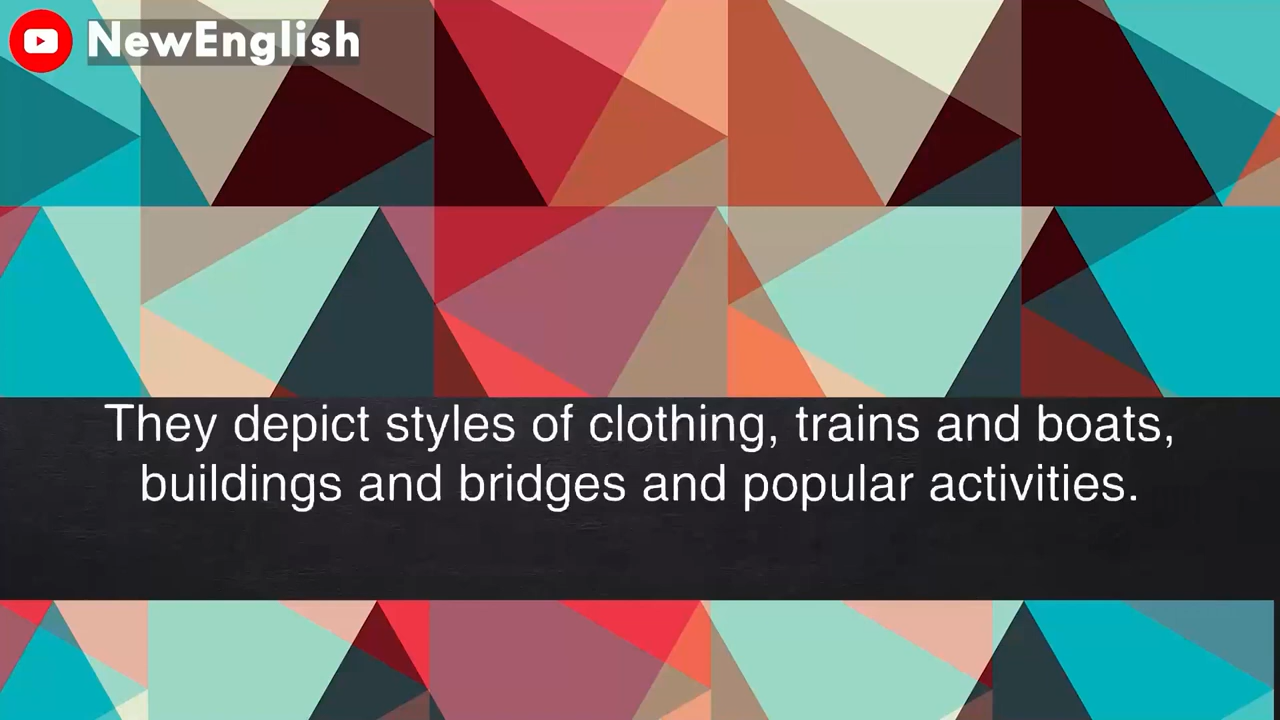 NewEnglish
They depict styles of clothing, trains and boats,
buildings and bridges and popular activities.